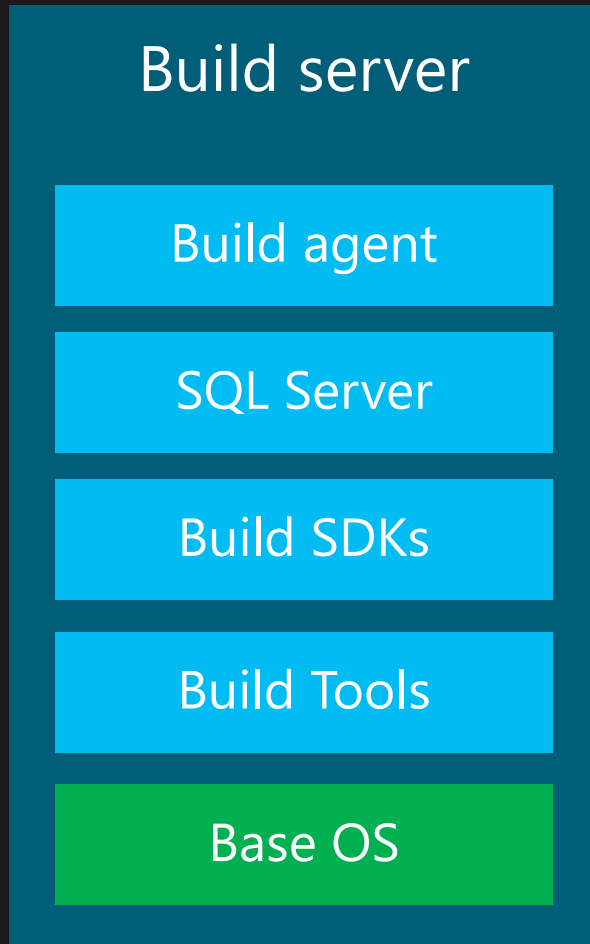 Build server
Build agent
SQL Server
Build SDKs
Build Tools
Base OS